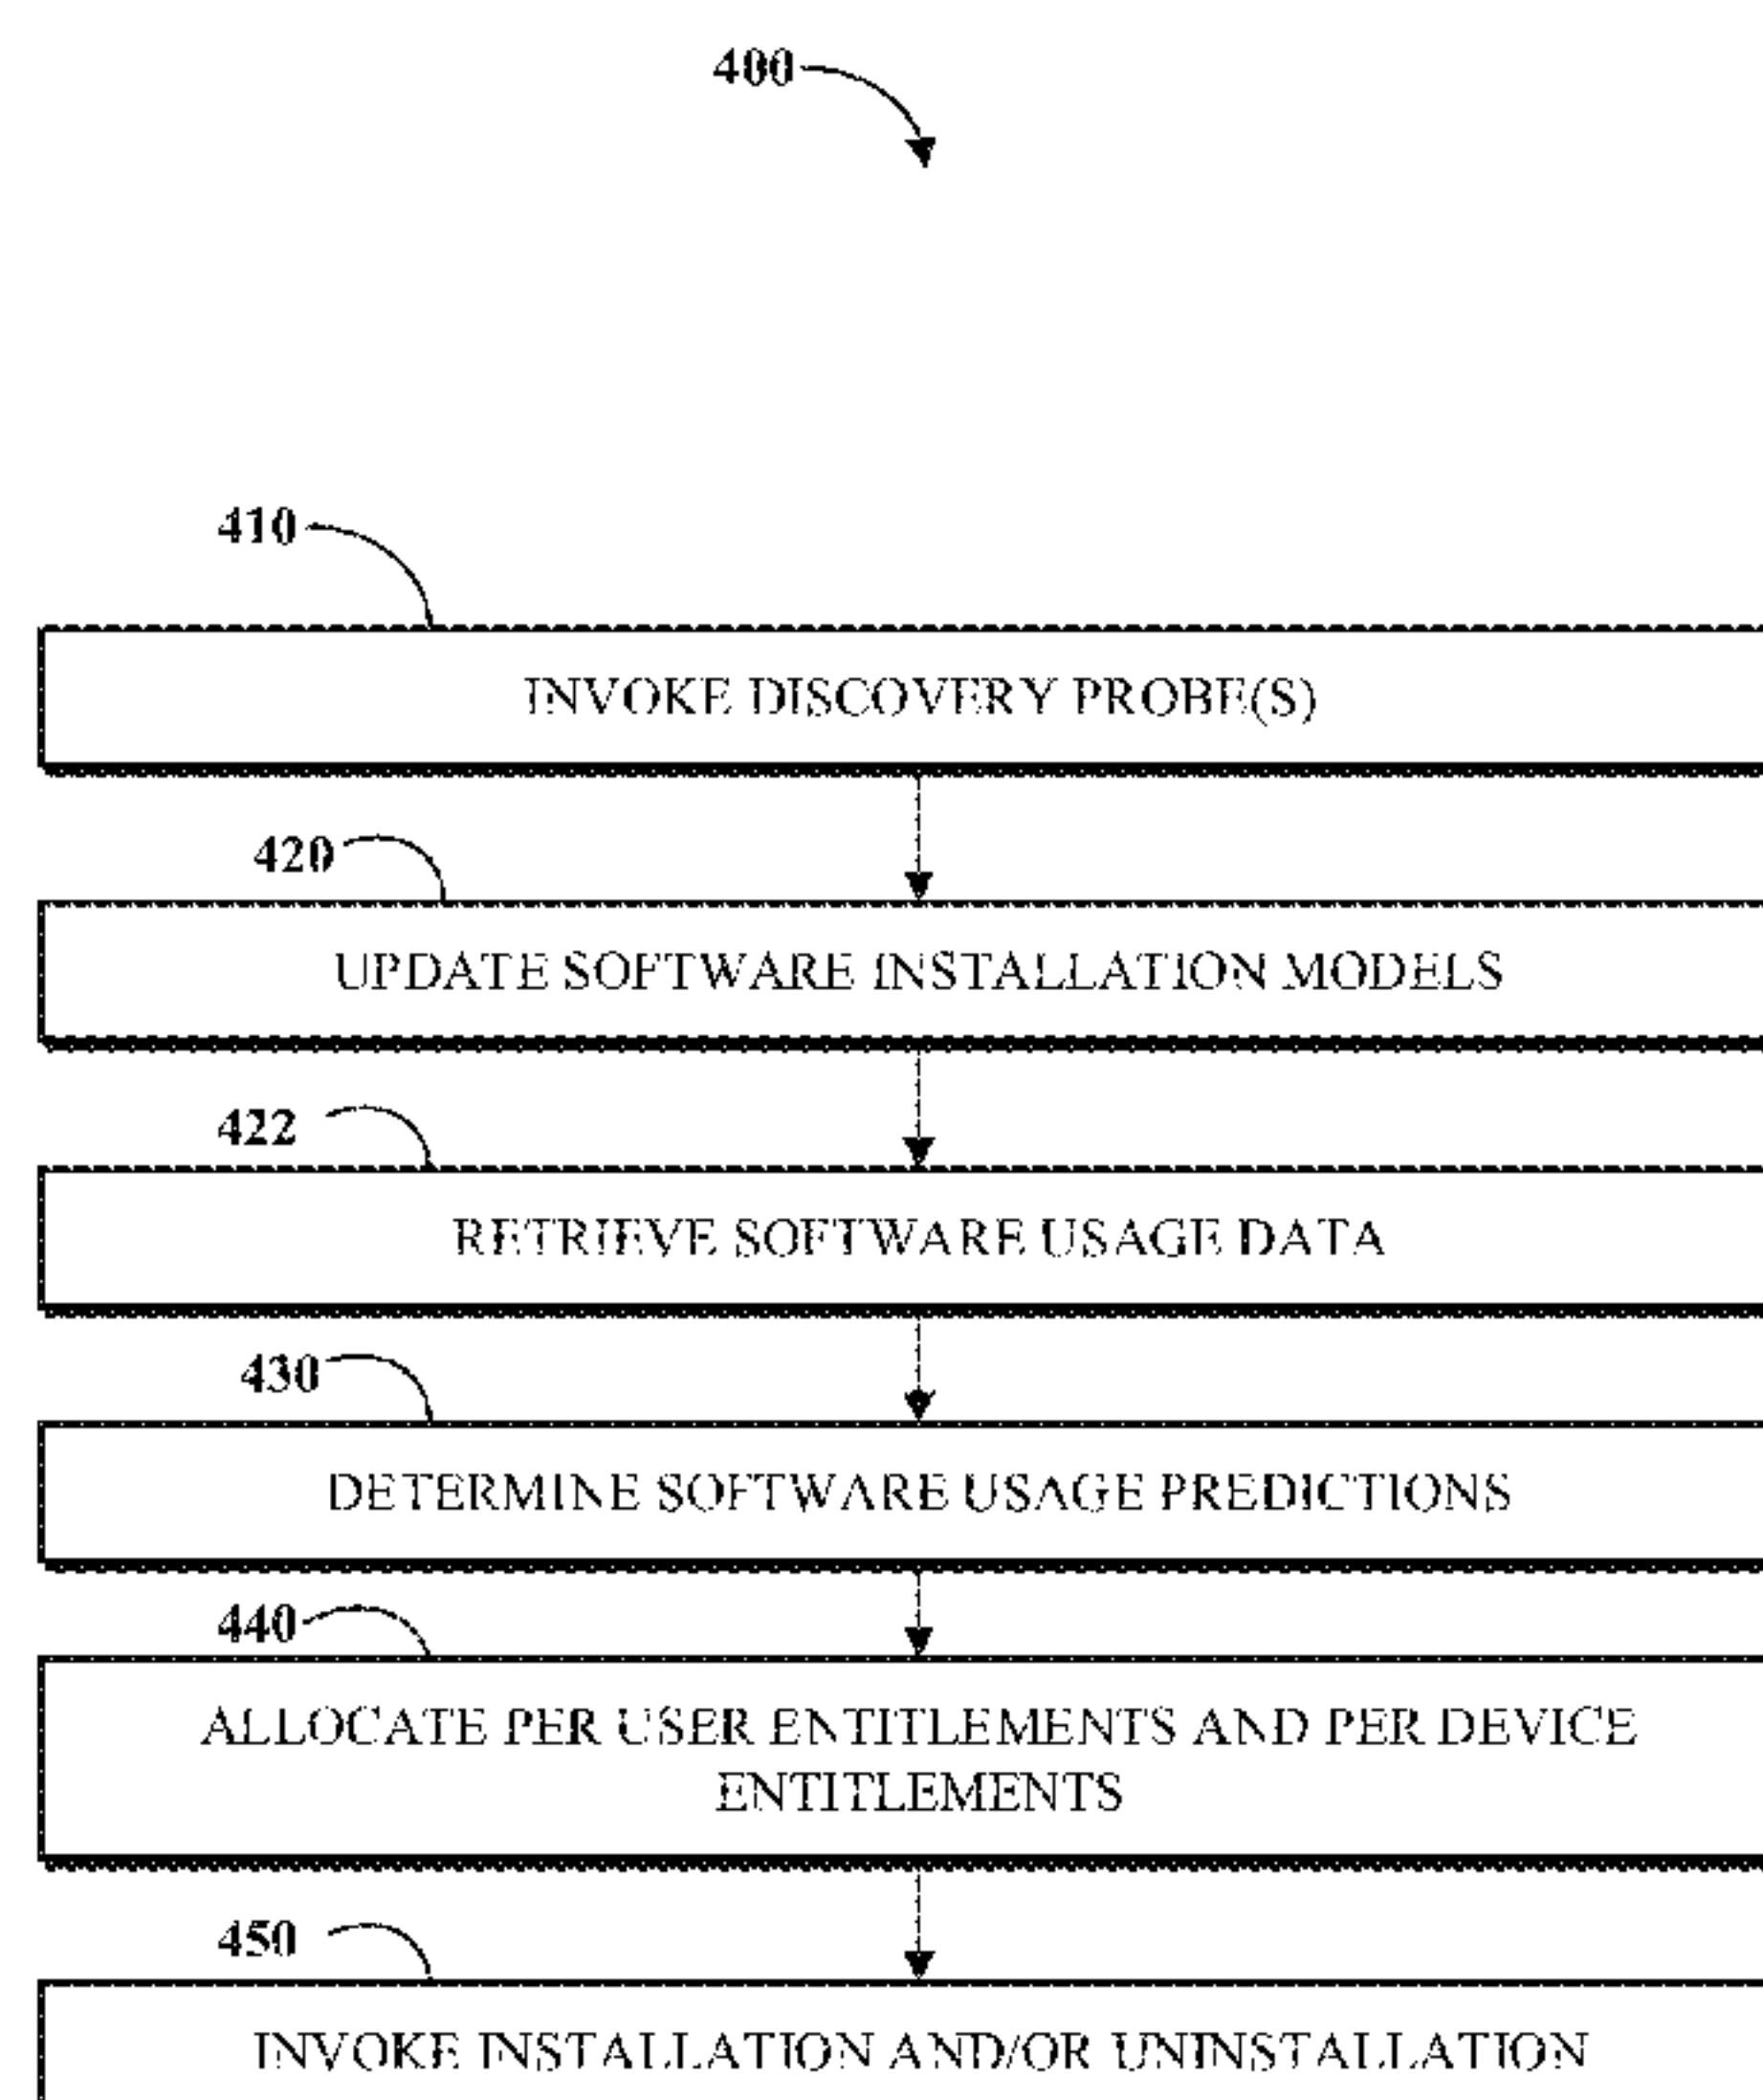 400
410
INVOKE DISCOVERY PROBE(S)
420
UPDATE SOFTWARE INSTALLATION MODELS
422
RETRIEVE SOFTWARE USAGE DATA
430
DETERMINE SOFTWARE USAGE PREDICTIONS
440
ALLOCATE PER USER ENTITLEMENTS AND PER DEVICE
ENTITLEMENTS
450
INVOKE INSTALLATION AND/OR UNINSTALLATION